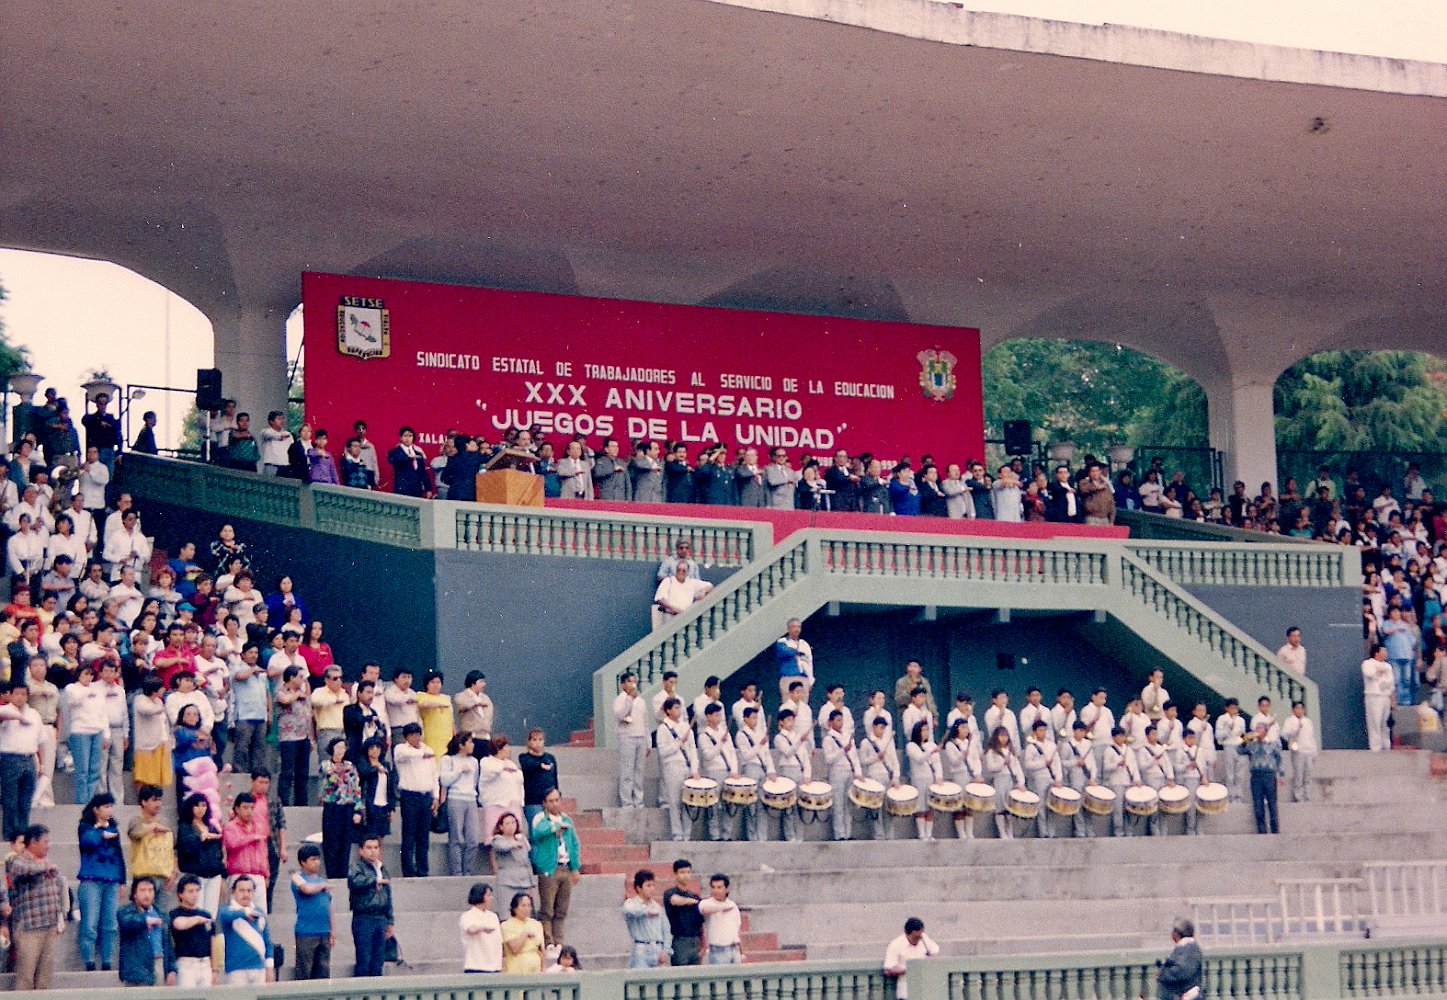 SETSE
SINDICATO ESTATAL DE TRABAJADORES AL SERVICIO DE LA EDUCACION
XXX ANIVERSARIO
"JUEGOS DE LA UNIDAD"